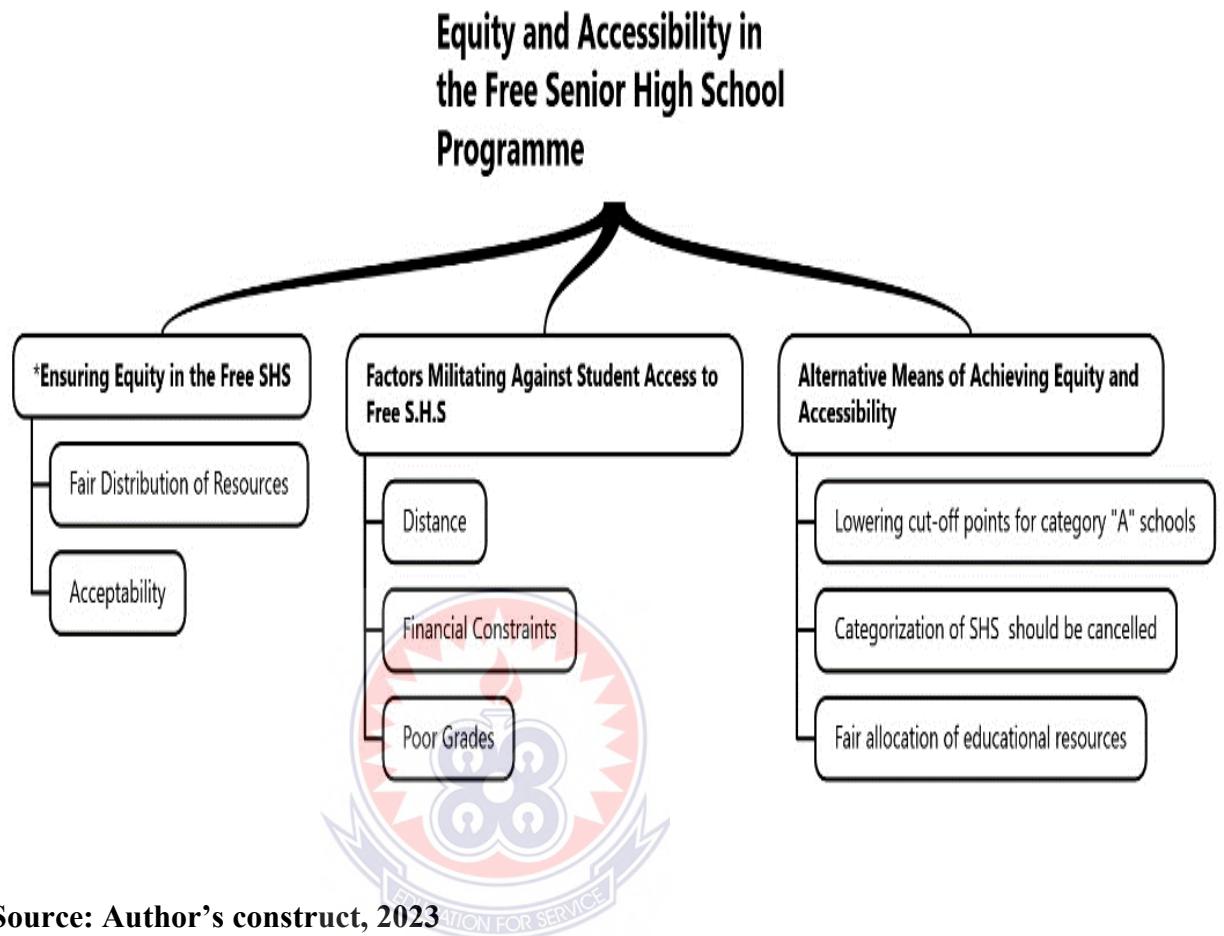 Equity and Accessibility in
the Free Senior High School
Programme
*Ensuring Equity in the Free SHS
Fair Distribution of Resources
Acceptability
Factors Militating Against Student Access to
Free S.H.S
Distance
Financial Constraints
Poor Grades
Alternative Means of Achieving Equity and
Accessibility
Lowering cut-off points for category "A" schools
Categorization of SHS should be cancelled
Fair allocation of educational resources
EDUCATION FOR SERVICE
Source: Author’s construct, 2023